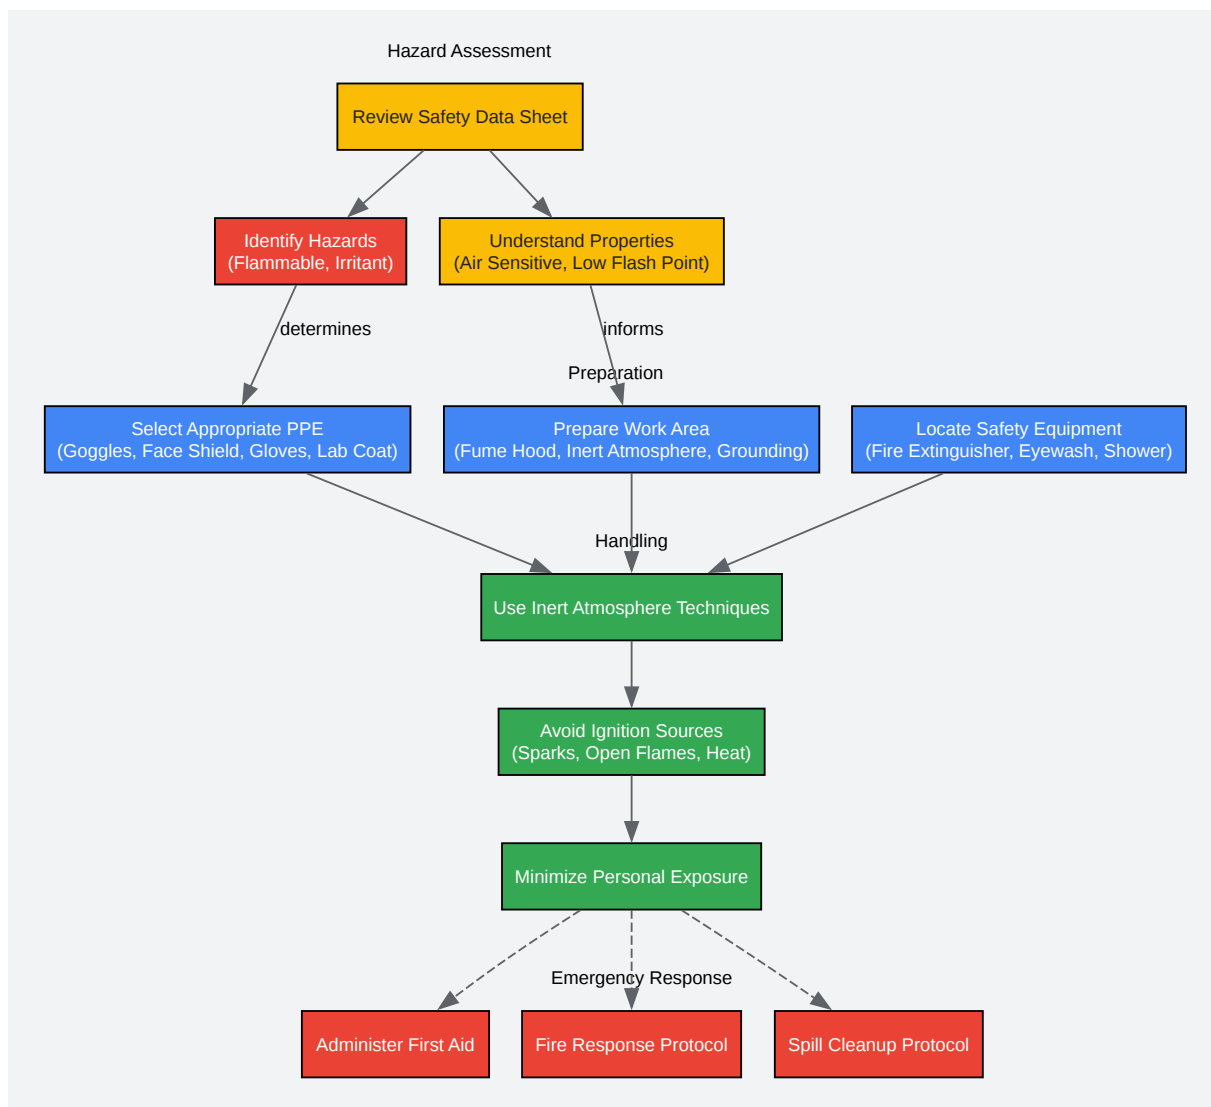 Hazard Assessment
Review Safety Data Sheet
Identify Hazards
(Flammable, Irritant)
Understand Properties
(Air Sensitive, Low Flash Point)
determines
informs
Preparation
Select Appropriate PPE
(Goggles, Face Shield, Gloves, Lab Coat)
Prepare Work Area
(Fume Hood, Inert Atmosphere, Grounding)
Locate Safety Equipment
(Fire Extinguisher, Eyewash, Shower)
Handling
Use Inert Atmosphere Techniques
Avoid Ignition Sources
(Sparks, Open Flames, Heat)
Minimize Personal Exposure
Emergency Response
Administer First Aid
Fire Response Protocol
Spill Cleanup Protocol